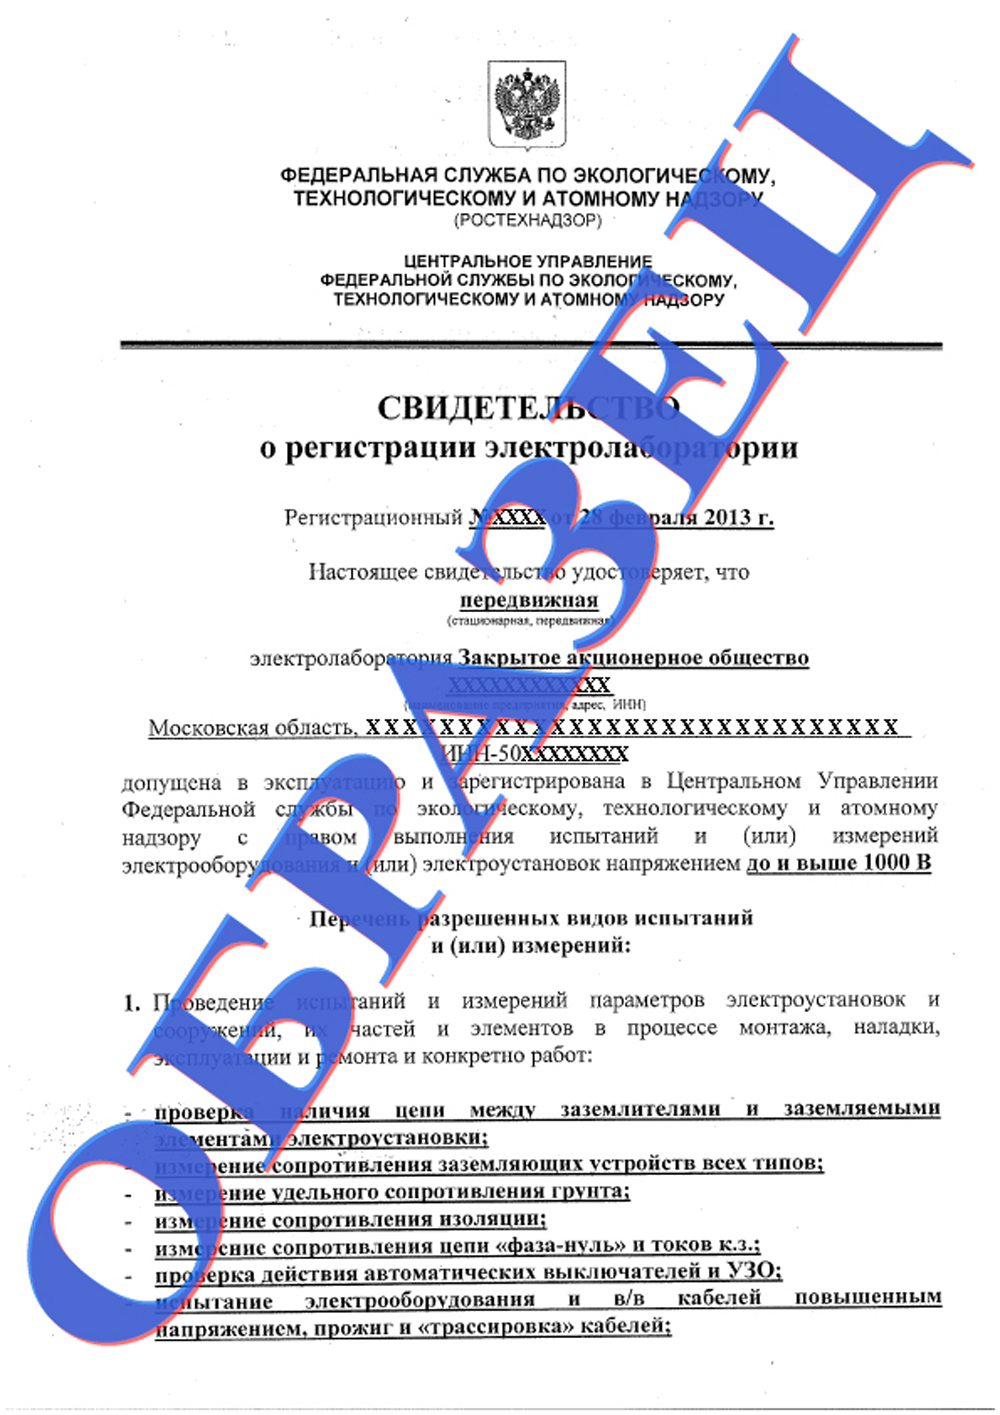 ФЕДЕРАЛЬНАЯ СЛУЖБА ПО ЭКОЛОГИЧЕСКОМУ,
ТЕХНОЛОГИЧЕСКОМУ И АТОМНОМУ НАДЗОРУ
(РОСТЕХНАДЗОР)
ЦЕНТРАЛЬНОЕ УПРАВЛЕНИЕ
ФЕДЕРАЛЬНОЙ СЛУЖБЫ ПО ЭКОЛОГИЧЕСКОМУ,
ТЕХНОЛОГИЧЕСКОМУ И АТОМНОМУ НАДЗОРУ
СВИДЕТЕЛЬСТВО
о регистрации электролаборатории
Регистрационный №XXXX от 28 февраля 2013 г.
Настоящее свидетельство удостоверяет, что
передвижная
(стационарная, передвижная)
электролаборатория Закрытое акционерное общество
XXXXXXXXXXXX
(наименование предприятия, адрес, ИНН)
Московская область, XXXXXXXXXXXXXXXXXXXXXXXXXXXXX
ИНН-50XXXXXXXX
допущена в эксплуатацию и зарегистрирована в Центральном Управлении
Федеральной службы по экологическому, технологическому и атомному
надзору с правом выполнения испытаний и (или) измерений
электрооборудования и (или) электроустановок напряжением до и выше 1000 В
Перечень разрешенных видов испытаний
и (или) измерений:
1. Проведение испытаний и измерений параметров электроустановок и
сооружений, их частей и элементов в процессе монтажа, наладки,
эксплуатации и ремонта и конкретно работ:
- проверка наличия цепи между заземлителями и заземляемыми
элементами электроустановки;
- измерение сопротивления заземляющих устройств всех типов;
- измерение удельного сопротивления грунта;
- измерение сопротивления изоляции;
- измерение сопротивления цепи «фаза-нуль» и токов к.з.;
- проверка действия автоматических выключателей и УЗО;
- испытание электрооборудования и в/в кабелей повышенным
напряжением, прожиг и «трассировка» кабелей;
ОБРАЗЕЦ